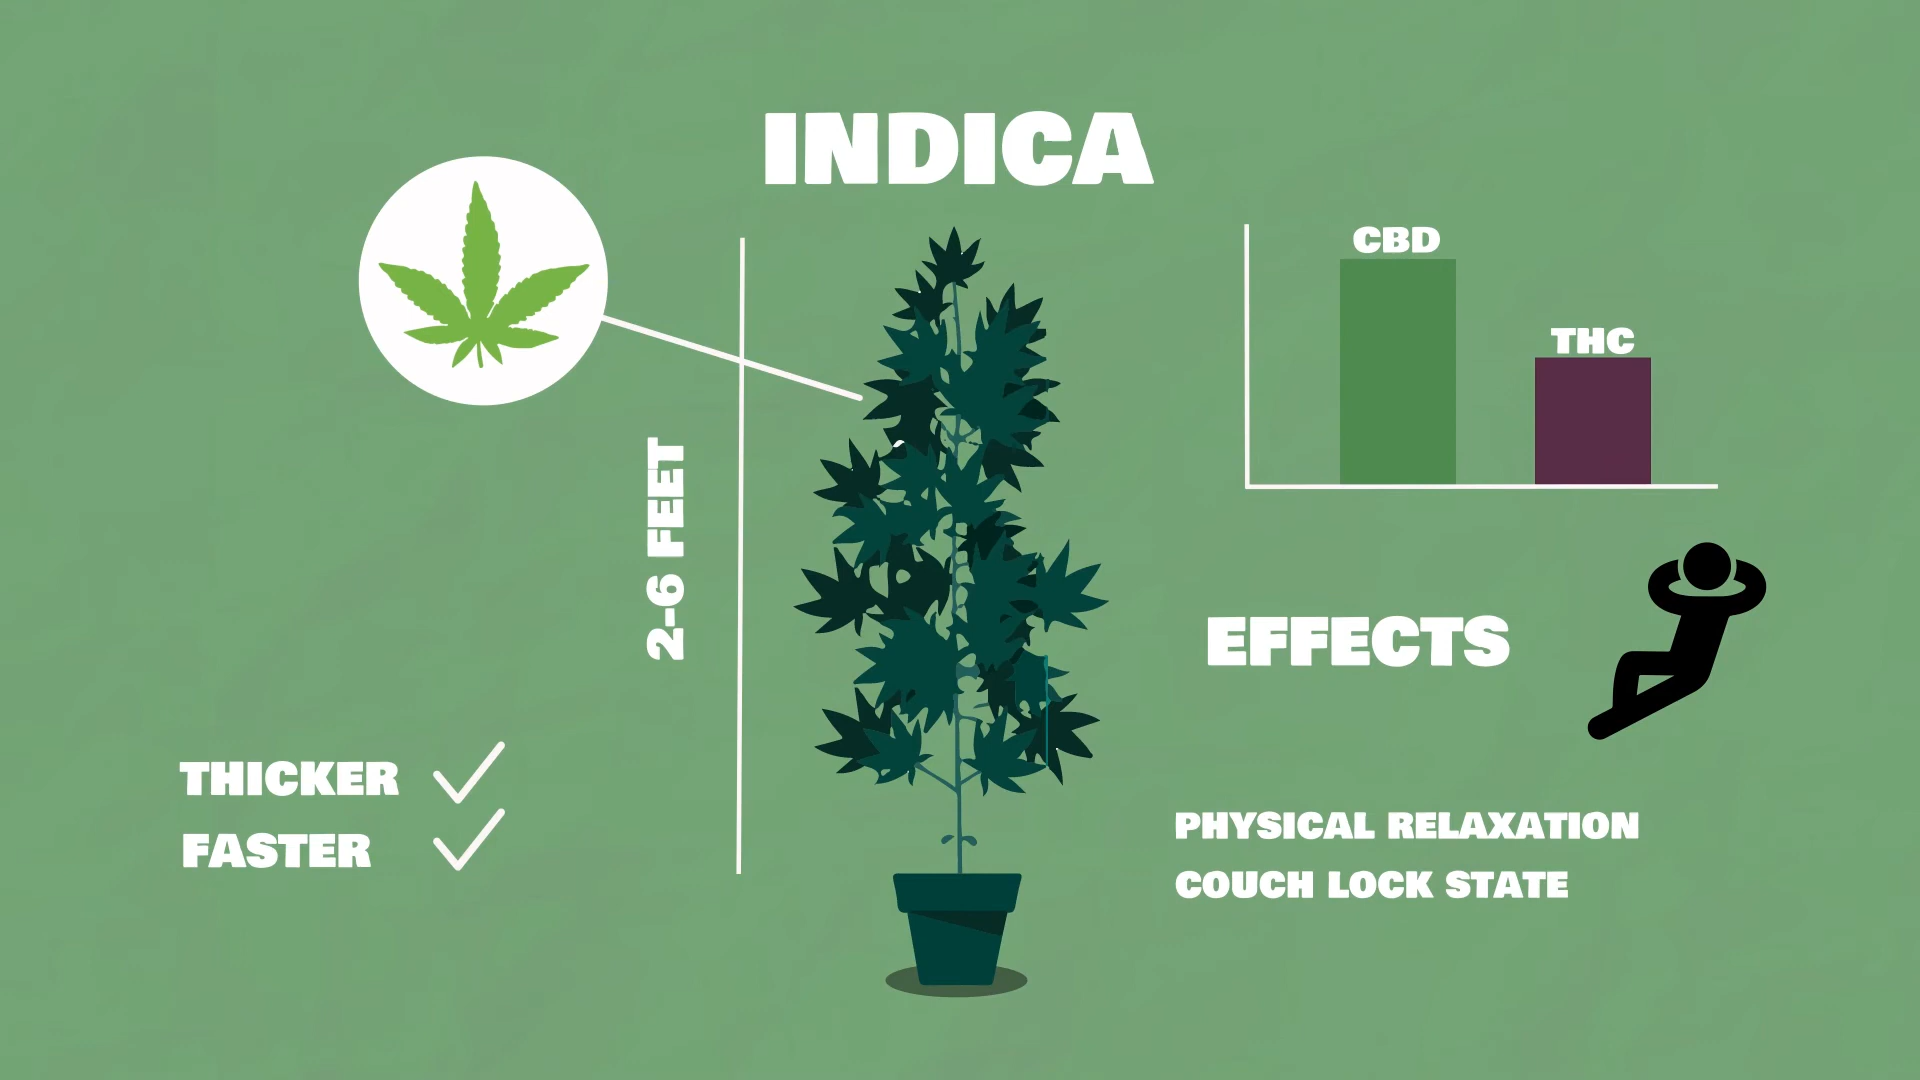 INDICA
CBD
THC
2-6 FEET
EFFECTS
THICKER
FASTER
PHYSICAL RELAXATION
COUCH LOCK STATE